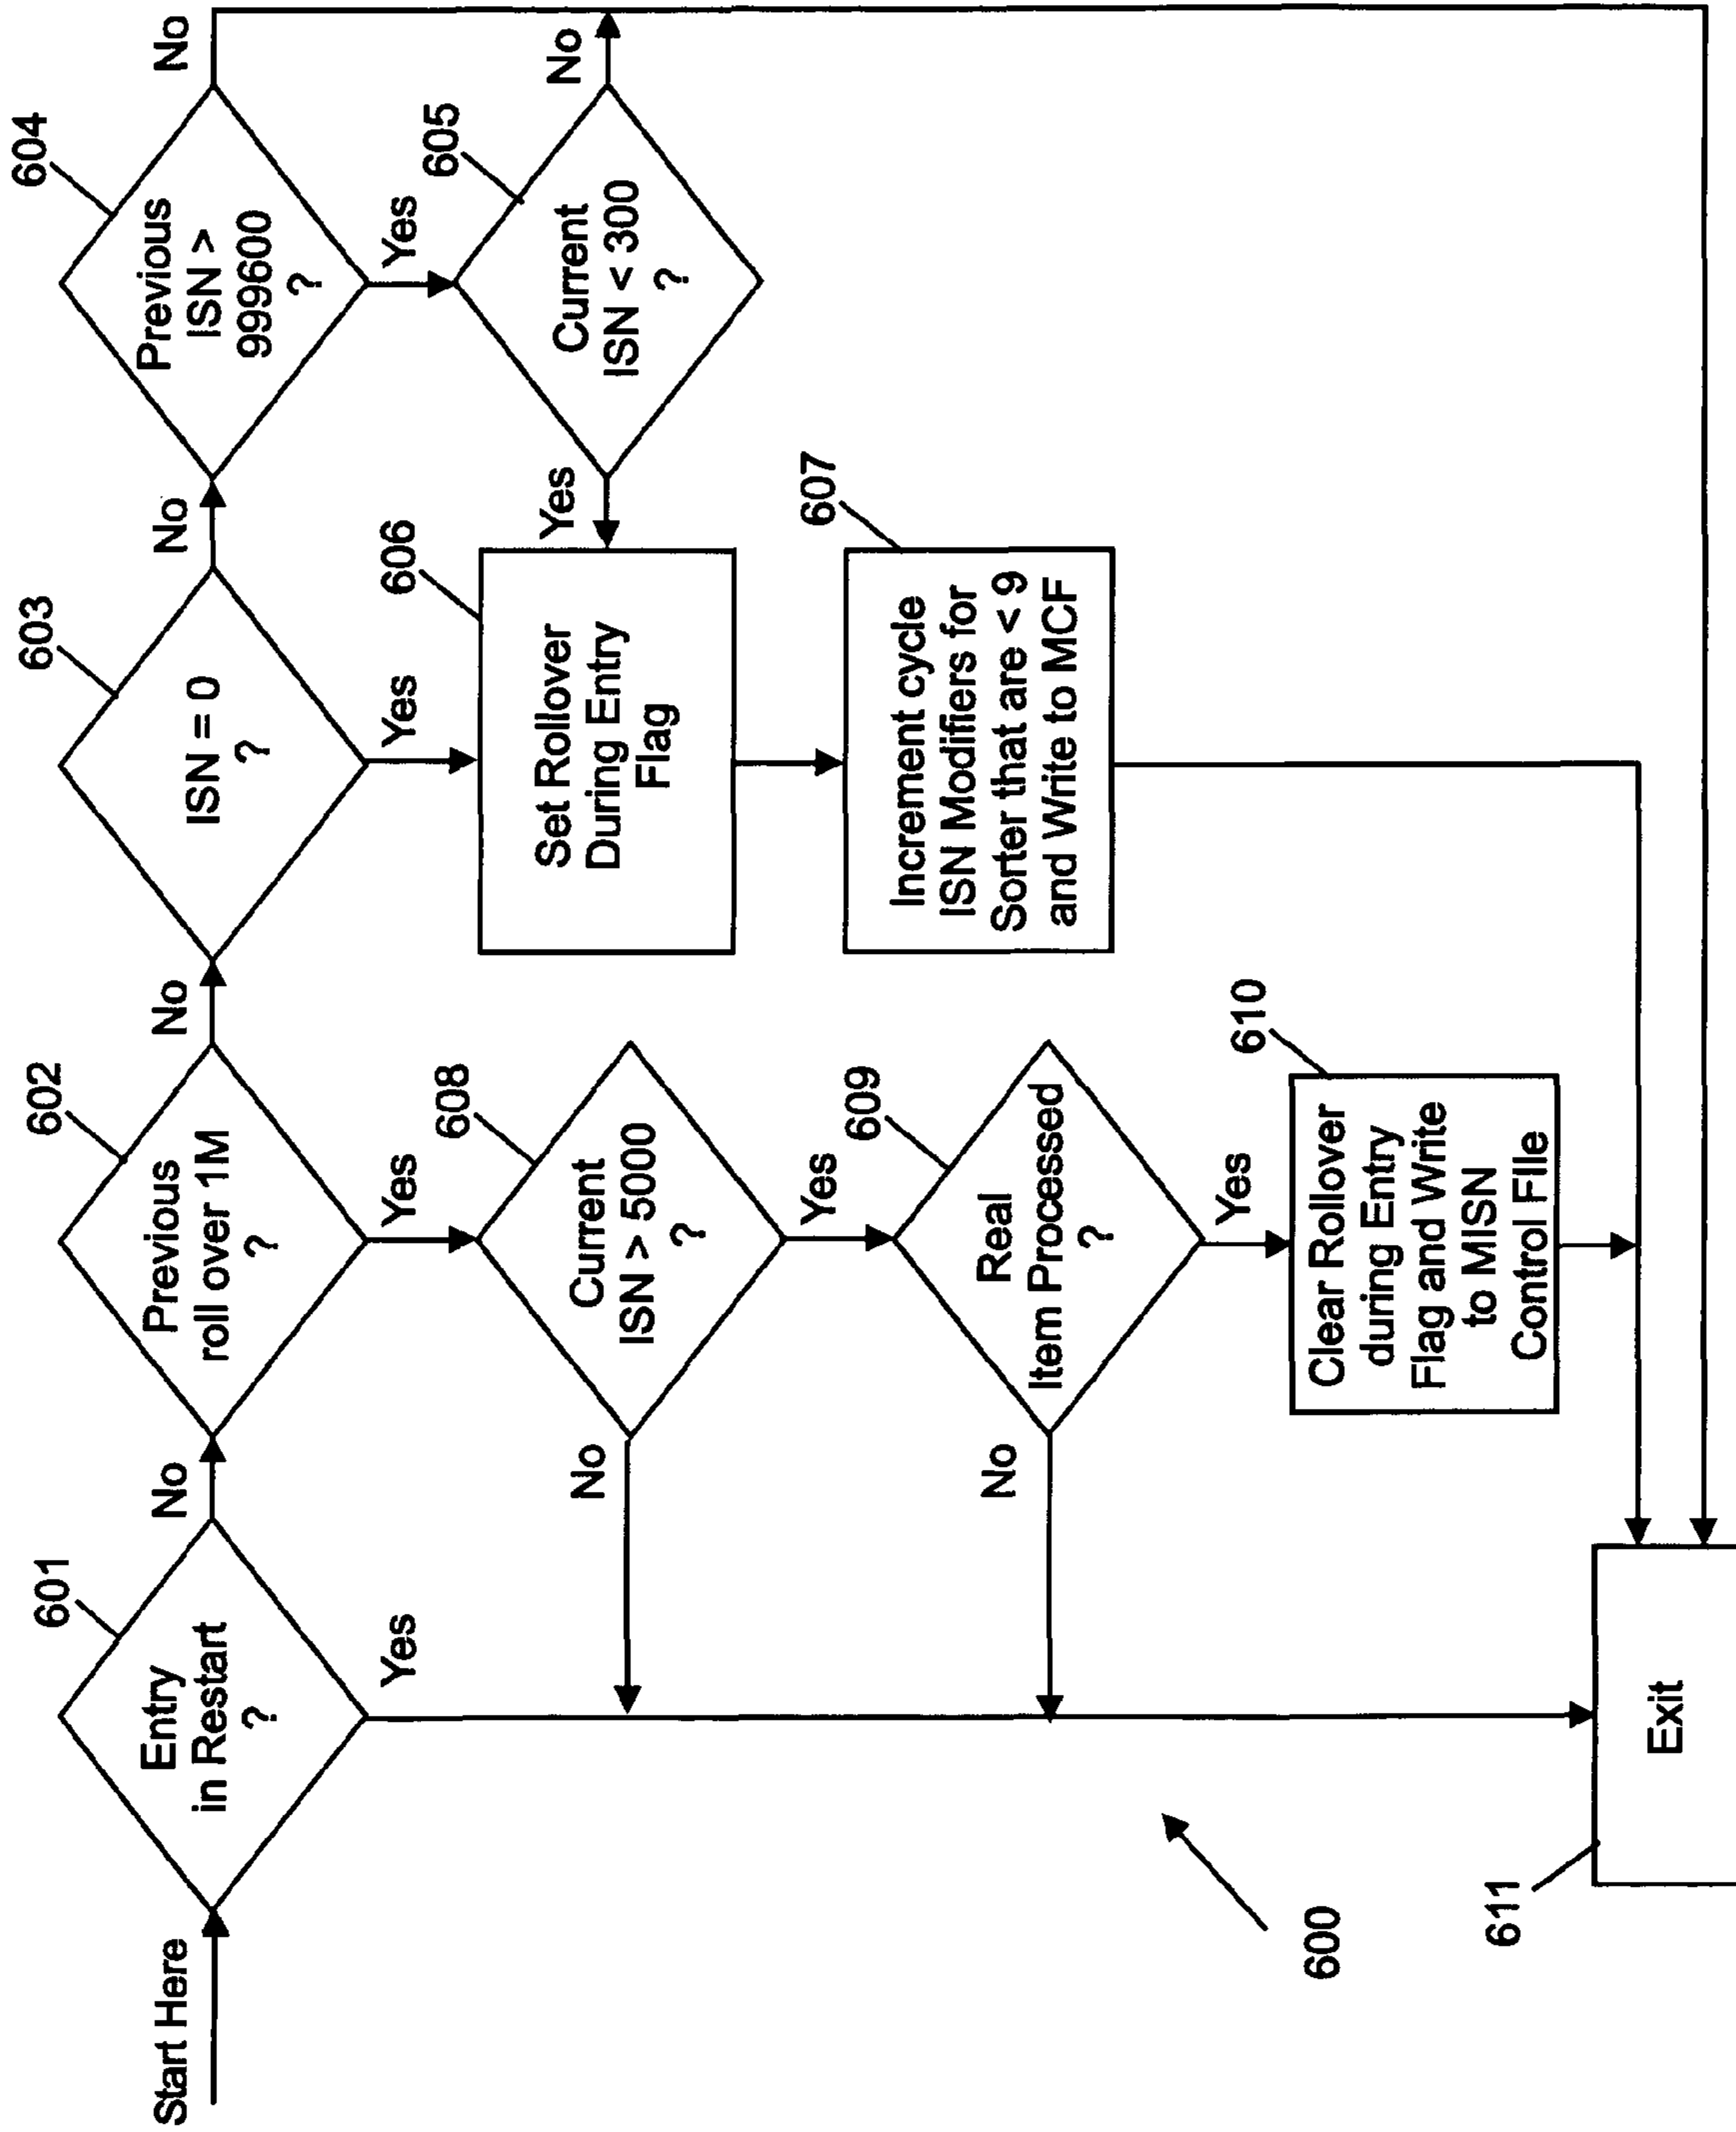 Start Here
601
Entry
in Restart
?
No
Yes
602
Previous
roll over 1M
?
No
Yes
603
ISN = 0
?
No
Yes
604
Previous
ISN >
999600
?
No
Yes
605
Current
ISN < 300
?
No
Yes
606
Set Rollover
During Entry
Flag
607
Increment cycle
ISN Modifiers for
Sorter that are < 9
and Write to MCF
608
Current
ISN > 5000
?
No
Yes
609
Real
Item Processed
?
No
Yes
610
Clear Rollover
during Entry
Flag and Write
to MISN
Control File
600
611
Exit